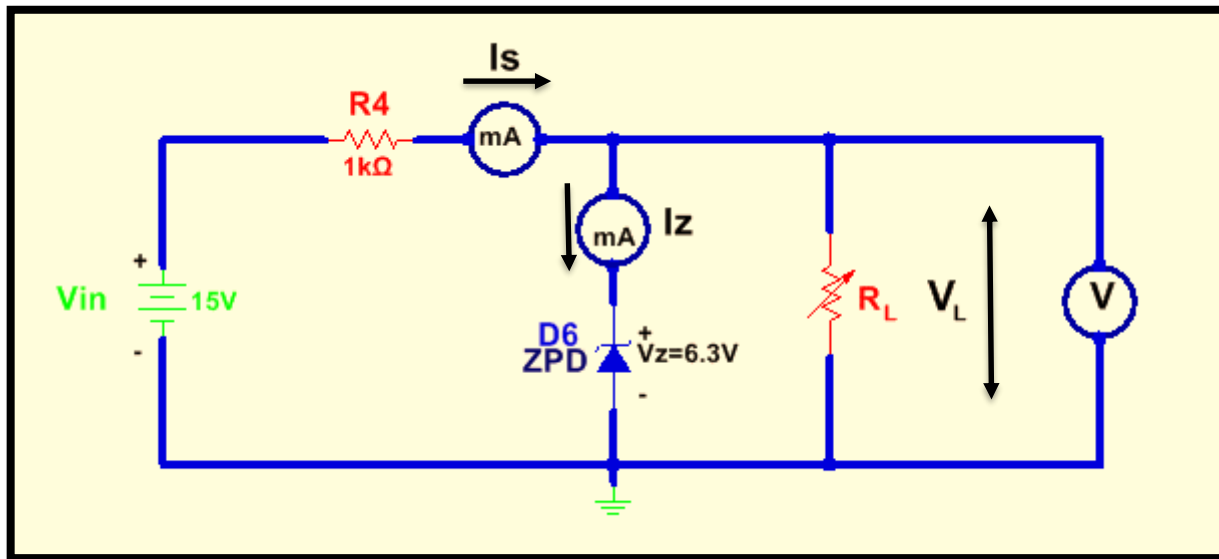 Is
R4
mA
1kΩ
mA
Iz
+
Vin
15V
-
D6
ZPD
+
Vz=6.3V
-
RL
VL
V